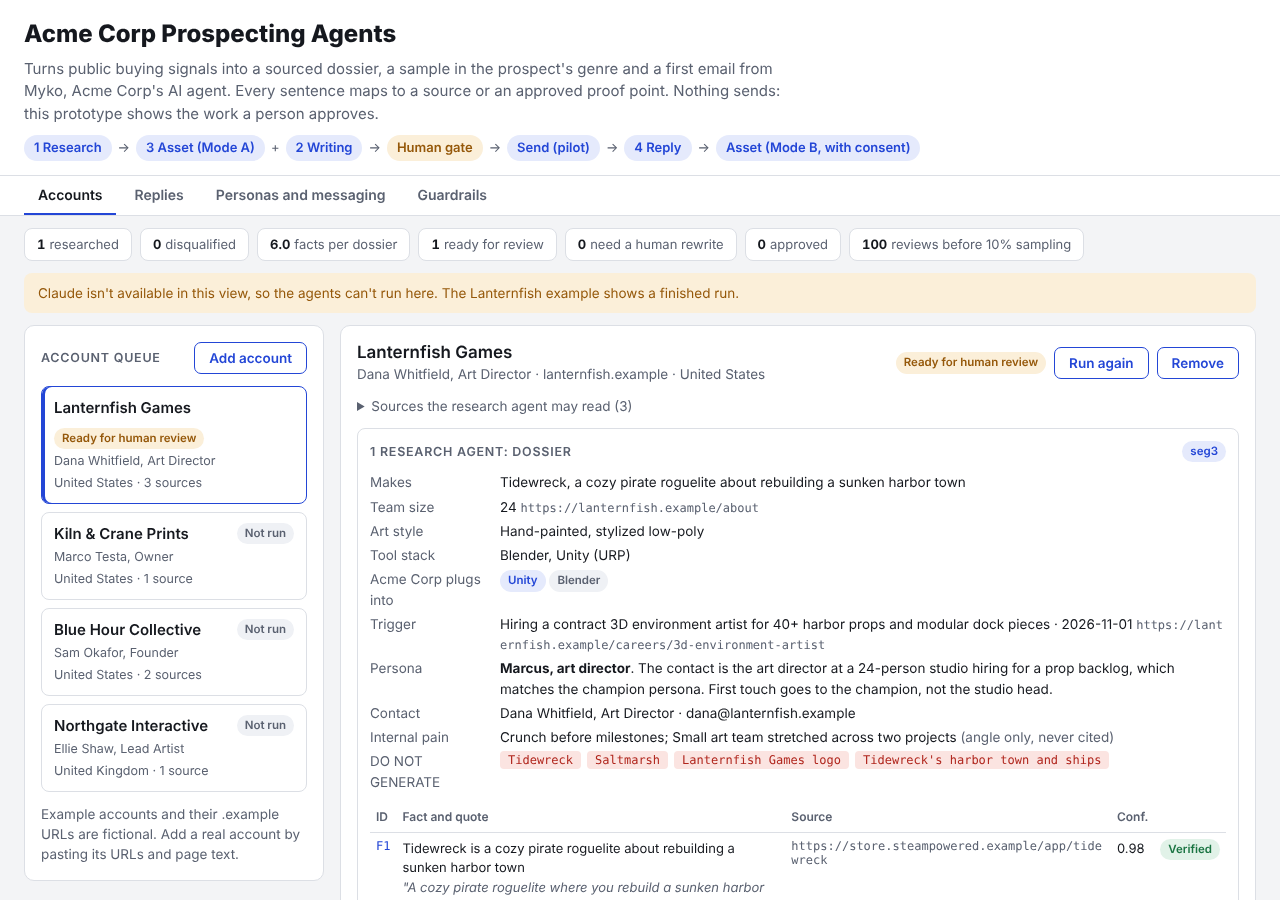 Acme Corp Prospecting Agents
Turns public buying signals into a sourced dossier, a sample in the prospect's genre and a first email from
Myko, Acme Corp's AI agent. Every sentence maps to a source or an approved proof point. Nothing sends:
this prototype shows the work a person approves.
1 Research → 3 Asset (Mode A) + 2 Writing → Human gate → Send (pilot) → 4 Reply → Asset (Mode B, with consent)
Accounts Replies Personas and messaging Guardrails
1 researched 0 disqualified 6.0 facts per dossier 1 ready for review 0 need a human rewrite 0 approved 100 reviews before 10% sampling
Claude isn't available in this view, so the agents can't run here. The Lanternfish example shows a finished run.
ACCOUNT QUEUE Add account
Lanternfish Games
Ready for human review
Dana Whitfield, Art Director
United States · 3 sources
Kiln & Crane Prints Not run
Marco Testa, Owner
United States · 1 source
Blue Hour Collective Not run
Sam Okafor, Founder
United States · 2 sources
Northgate Interactive Not run
Ellie Shaw, Lead Artist
United Kingdom · 1 source
Example accounts and their .example
URLs are fictional. Add a real account by
pasting its URLs and page text.
Lanternfish Games
Dana Whitfield, Art Director · lanternfish.example · United States
Ready for human review Run again Remove
▶ Sources the research agent may read (3)
1 RESEARCH AGENT: DOSSIER seg3
Makes Tidewreck, a cozy pirate roguelite about rebuilding a sunken harbor town
Team size 24 https://lanternfish.example/about
Art style Hand-painted, stylized low-poly
Tool stack Blender, Unity (URP)
Acme Corp plugs
into
Unity Blender
Trigger Hiring a contract 3D environment artist for 40+ harbor props and modular dock pieces · 2026-11-01 https://lant
ernfish.example/careers/3d-environment-artist
Persona Marcus, art director. The contact is the art director at a 24-person studio hiring for a prop backlog, which
matches the champion persona. First touch goes to the champion, not the studio head.
Contact Dana Whitfield, Art Director · dana@lanternfish.example
Internal pain Crunch before milestones; Small art team stretched across two projects (angle only, never cited)
DO NOT
GENERATE
Tidewreck Saltmarsh Lanternfish Games logo Tidewreck's harbor town and ships
ID Fact and quote Source Conf.
F1 Tidewreck is a cozy pirate roguelite about rebuilding a
sunken harbor town
"A cozy pirate roguelite where you rebuild a sunken harbor
https://store.steampowered.example/app/tide
wreck
0.98 Verified